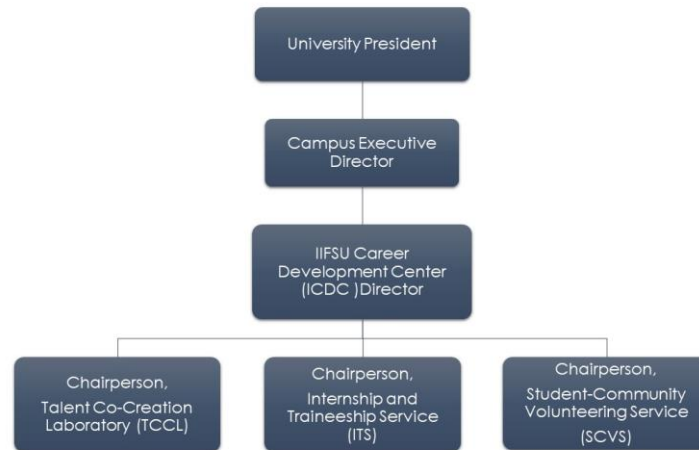 University President
Campus Executive
Director
IIFSU Career
Development Center
(ICDC )Director
Chairperson,
Talent Co-Creation
Laboratory (TCCL)
Chairperson,
Internship and
Traineeship Service
(ITS)
Chairperson,
Student-Community
Volunteering Service
(SCVS)